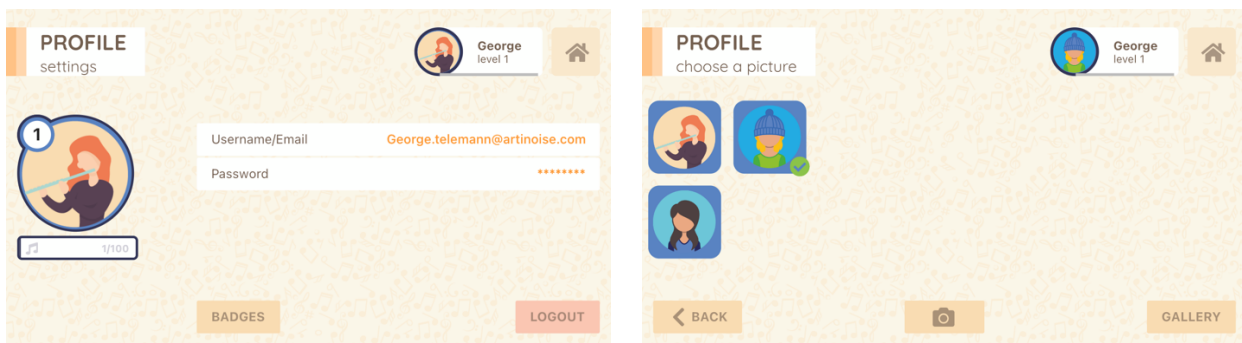 PROFILE
settings
George
level 1
1
Username/Email George.telemann@artinoise.com
Password ********
1/100
BADGES
LOGOUT
PROFILE
choose a picture
George
level 1
BACK
GALLERY